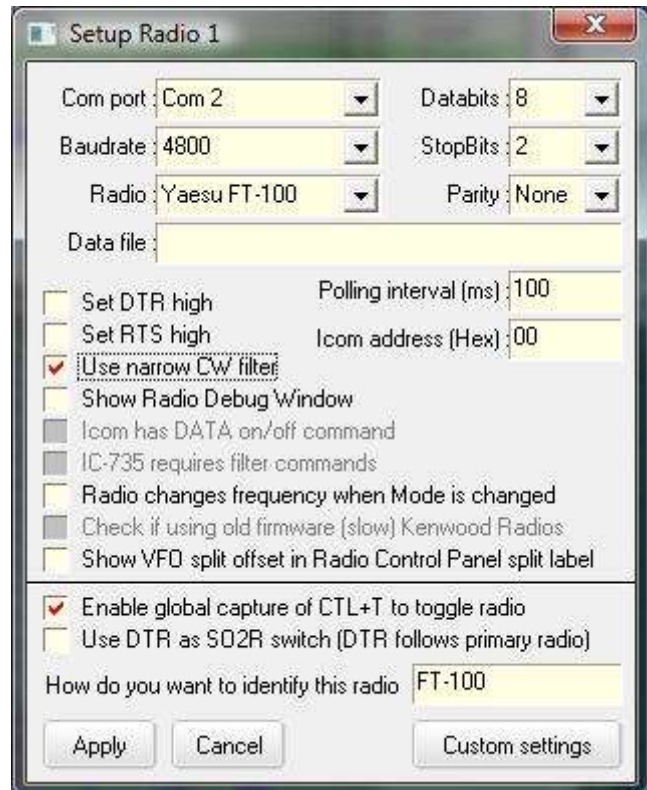 Setup Radio 1
Com port : Com 2 Databits : 8
Baudrate : 4800 StopBits : 2
Radio : Yaesu FT-100 Parity : None
Data file :
Set DTR high Polling interval (ms) : 100
Set RTS high Icom address (Hex) : 00
Use narrow CW filter
Show Radio Debug Window
Icom has DATA on/off command
IC-735 requires filter commands
Radio changes frequency when Mode is changed
Check if using old firmware (slow) Kenwood Radios
Show VFO split offset in Radio Control Panel split label
Enable global capture of CTL+T to toggle radio
Use DTR as SO2R switch (DTR follows primary radio)
How do you want to identify this radio FT-100
Apply Cancel Custom settings